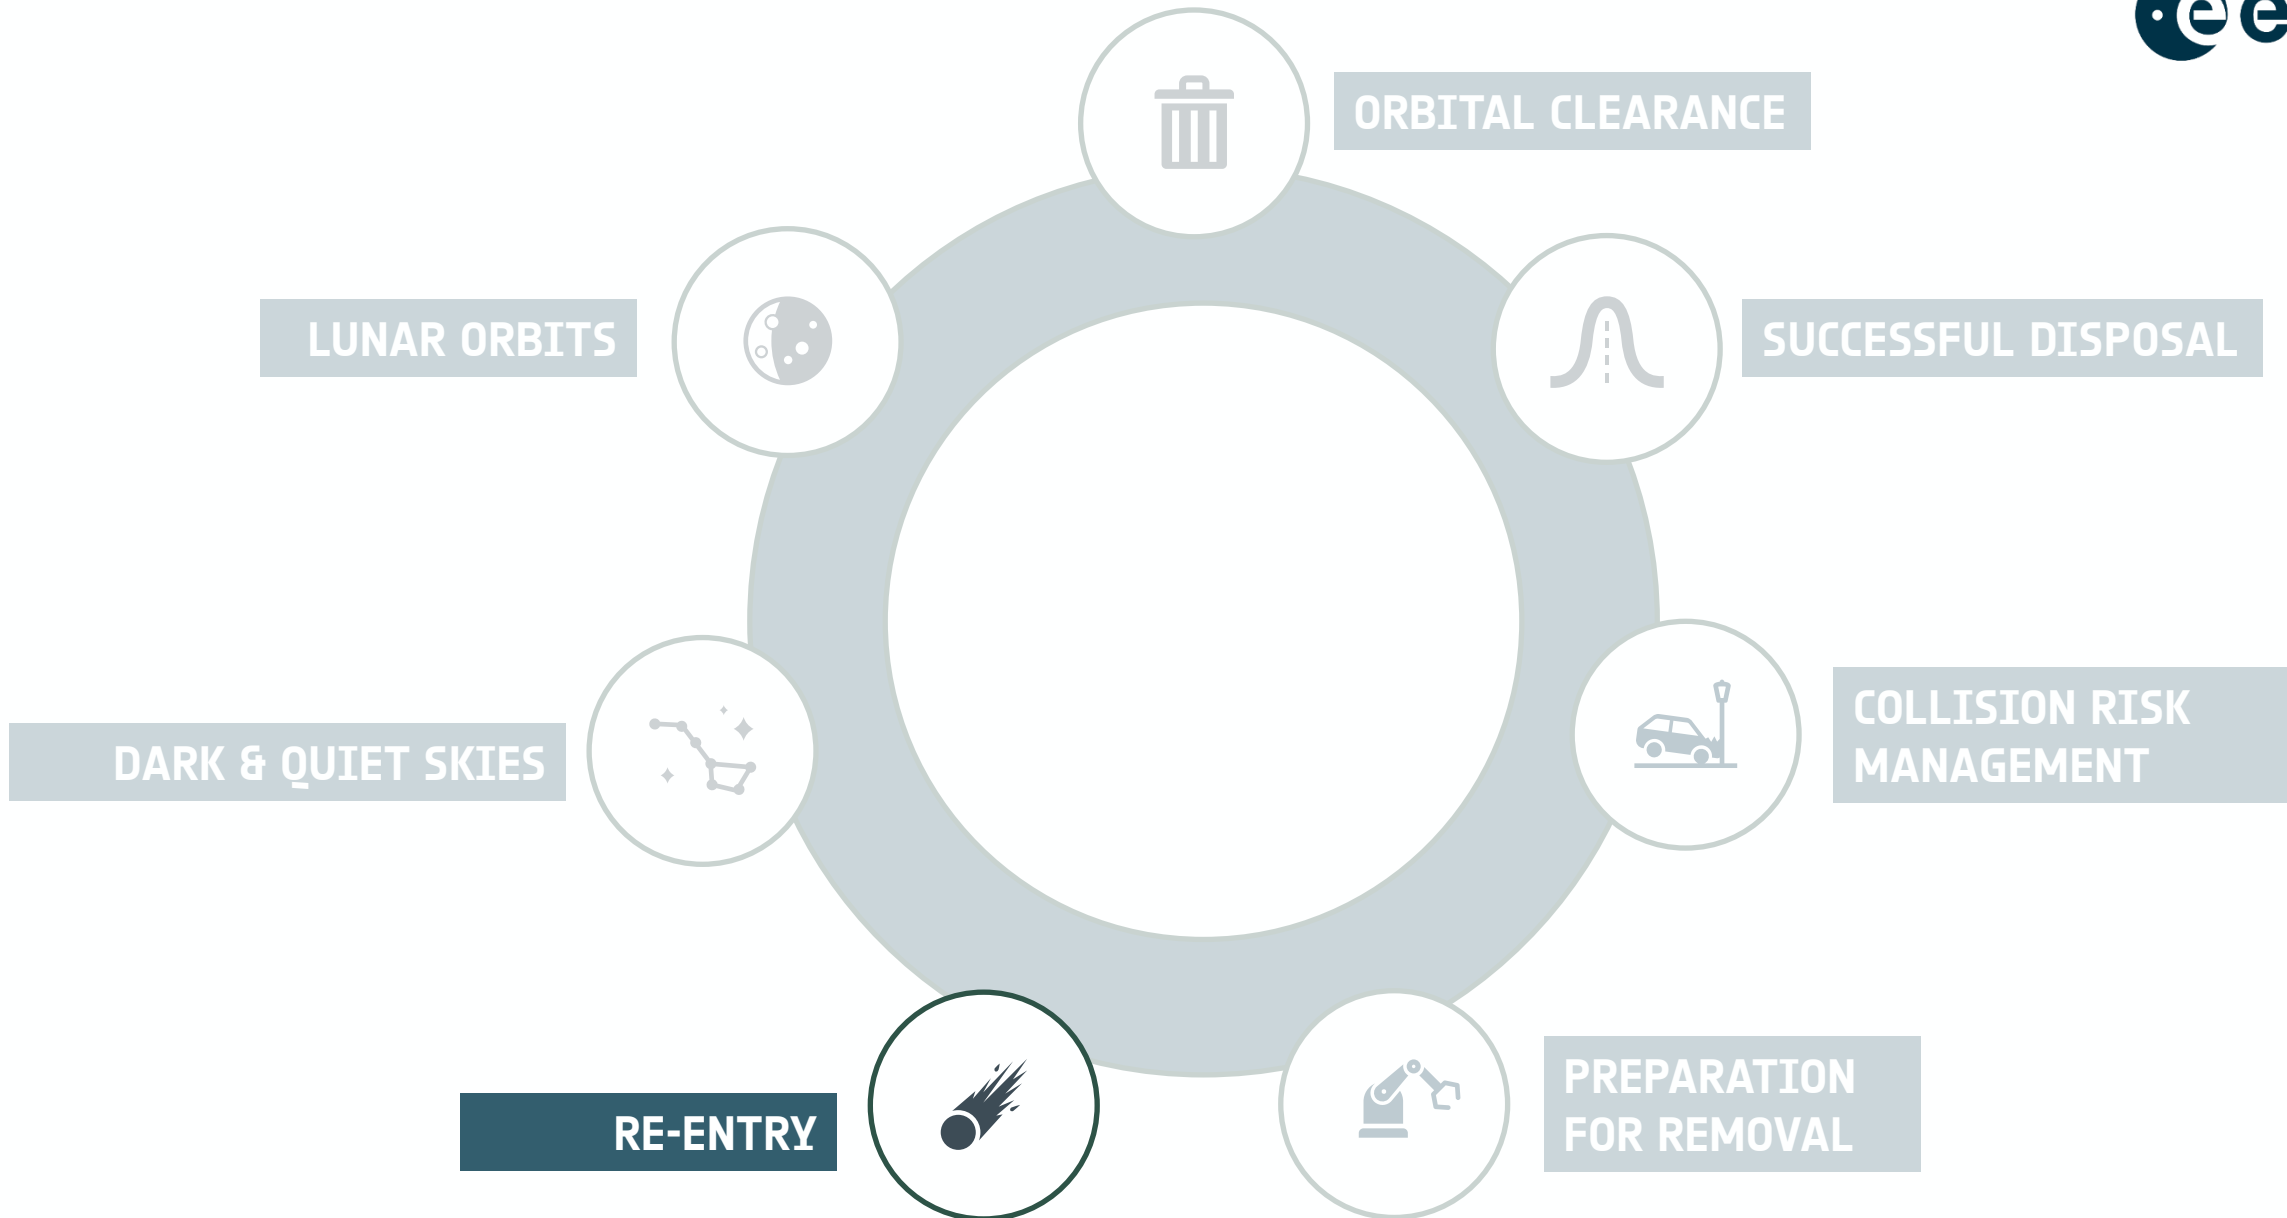 ORBITAL CLEARANCE
LUNAR ORBITS
SUCCESSFUL DISPOSAL
COLLISION RISK
MANAGEMENT
DARK & QUIET SKIES
PREPARATION
FOR REMOVAL
RE-ENTRY